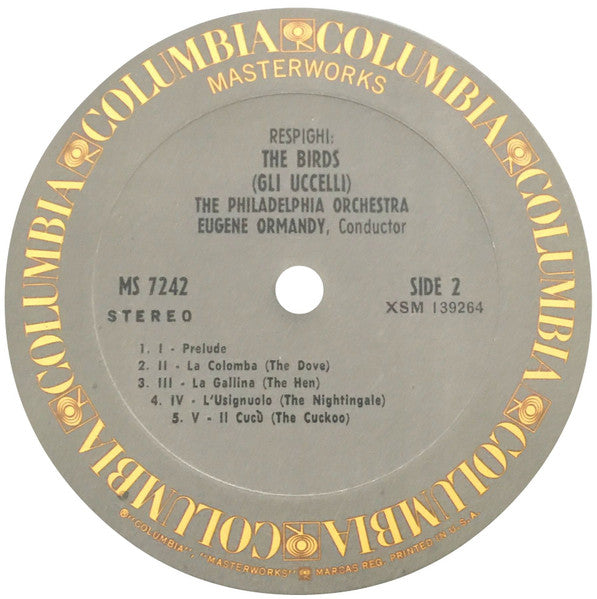 COLUMBIA COLUMBIA COLUMBIA COLUMBIA COLUMBIA COLUMBIA
MASTERWORKS
RESPIGHI:
THE BIRDS
(GLI UCCELLI)
THE PHILADELPHIA ORCHESTRA
EUGENE ORMANDY, Conductor
MS 7242
STEREO
SIDE 2
XSM 139264
1. I - Prelude
2. II - La Colomba (The Dove)
3. III - La Gallina (The Hen)
4. IV - L'Usignuolo (The Nightingale)
5. V - Il Cucù (The Cuckoo)
®"COLUMBIA", "MASTERWORKS" MARCAS REG. PRINTED IN U.S.A.